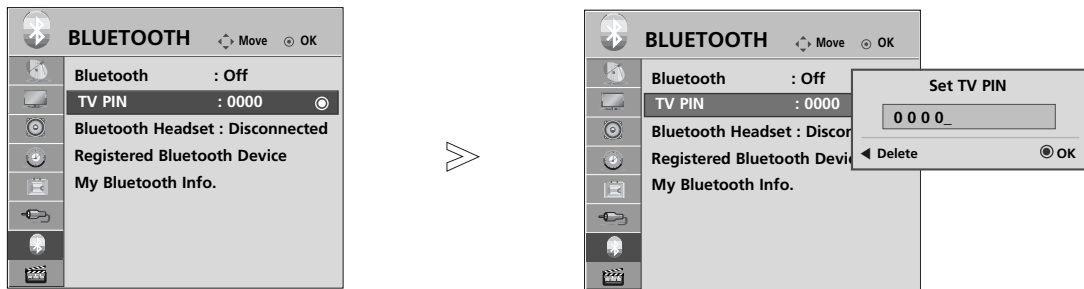 BLUETOOTH Move OK
Bluetooth : Off
TV PIN : 0000
Bluetooth Headset : Disconnected
Registered Bluetooth Device
My Bluetooth Info.
BLUETOOTH Move OK
Bluetooth : Off
TV PIN : 0000
Bluetooth Headset : Discon
Registered Bluetooth Devic
My Bluetooth Info.
Set TV PIN
0 0 0 0_
Delete OK